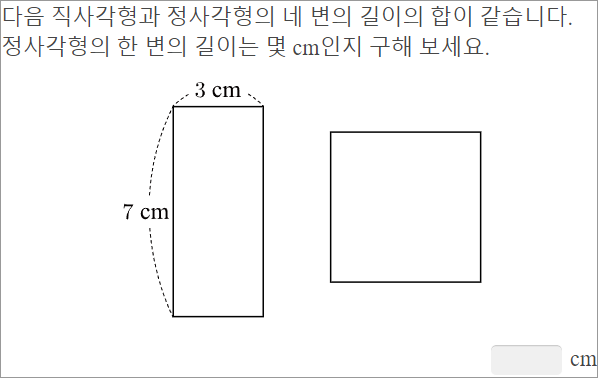 다음 직사각형과 정사각형의 네 변의 길이의 합이 같습니다.
정사각형의 한 변의 길이는 몇 cm인지 구해 보세요.
3 cm
7 cm
cm